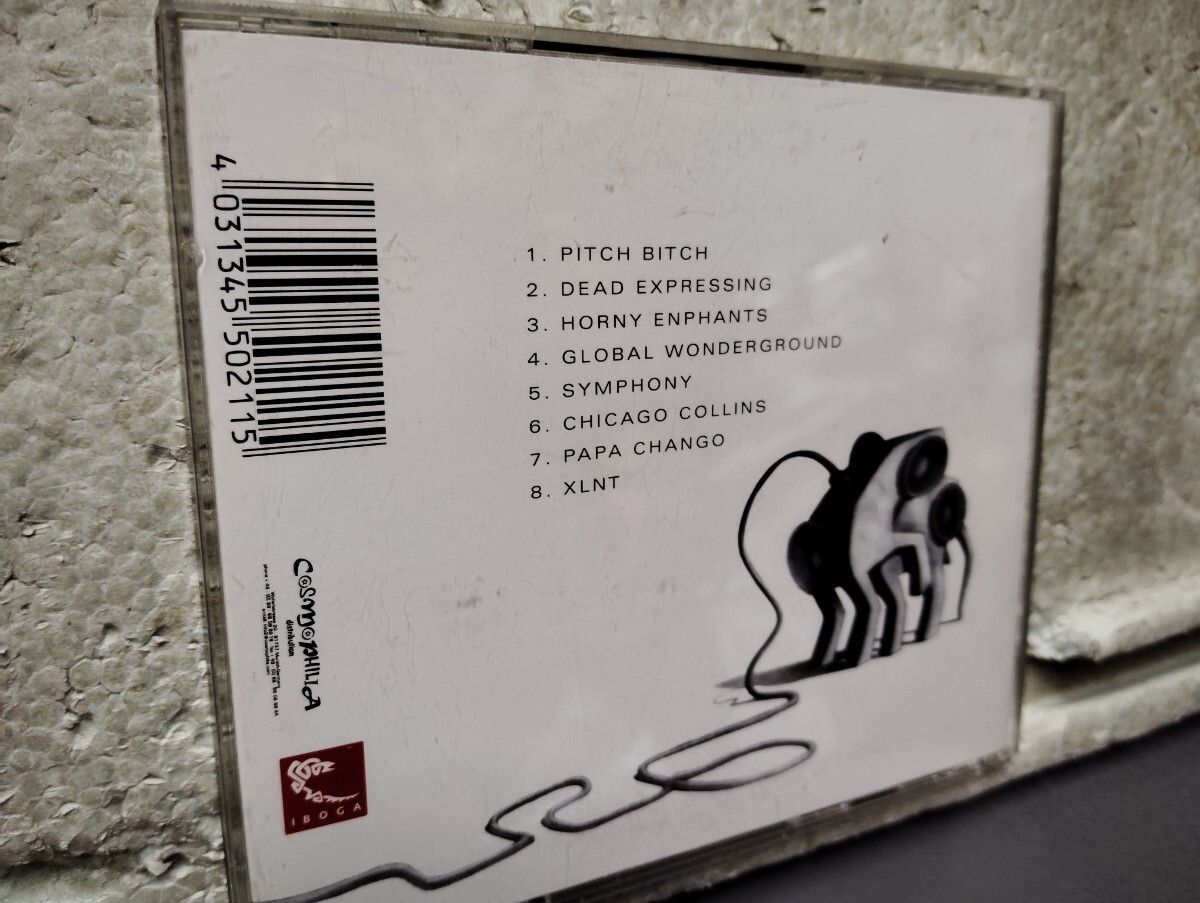 4 031345 502115
1. PITCH BITCH
2. DEAD EXPRESSING
3. HORNY ENPHANTS
4. GLOBAL WONDERGROUND
5. SYMPHONY
6. CHICAGO COLLINS
7. PAPA CHANGO
8. XLNT
COSMOPHILIA
distribution
IBOGA